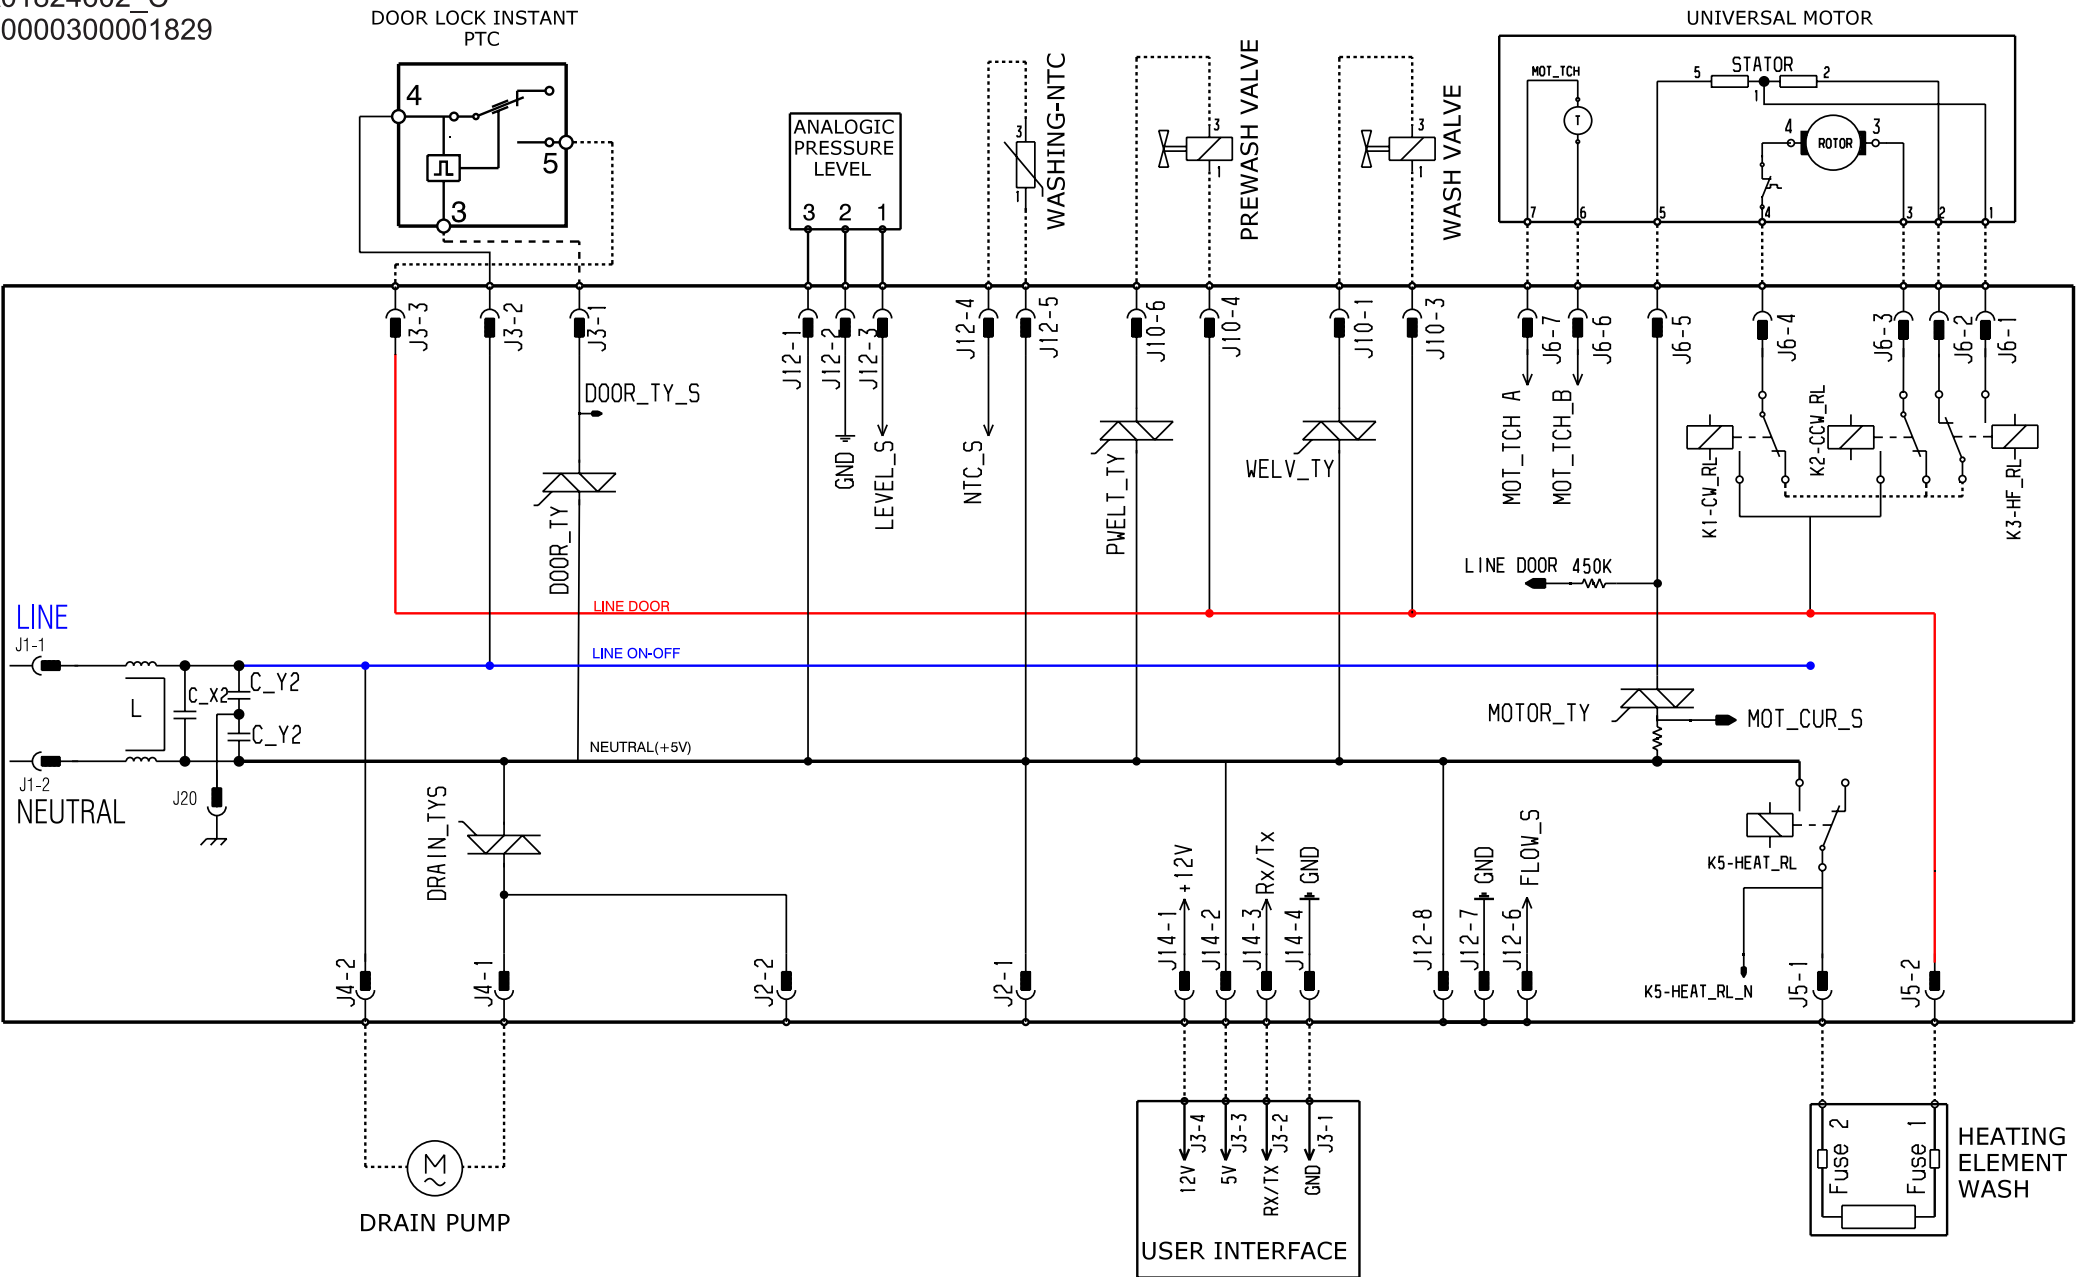 0000300001829
DOOR LOCK INSTANT
PTC
4
5
3
ANALOGIC
PRESSURE
LEVEL
3 2 1
WASHING-NTC
3
1
PREWASH VALVE
3
1
WASH VALVE
3
1
UNIVERSAL MOTOR
MOT_TCH
T
STATOR
5
2
1
4
ROTOR
3
7
6
5
4
3
2
1
J3-3
J3-2
J3-1
J12-1
J12-2
J12-3
J12-4
J12-5
J10-6
J10-4
J10-1
J10-3
J6-7
J6-6
J6-5
J6-4
J6-3
J6-2
J6-1
DOOR_TY_S
DOOR_TY
GND
LEVEL_S
NTC_S
PWELT_TY
WELV_TY
MOT_TCH A
MOT_TCH_B
K1-CW_RL
K2-CCW_RL
K3-HF_RL
LINE DOOR 450K
LINE DOOR
LINE ON-OFF
NEUTRAL(+5V)
LINE
J1-1
L
C_X2
C_Y2
C_Y2
J1-2
NEUTRAL
J20
MOTOR_TY
MOT_CUR_S
DRAIN_TYS
K5-HEAT_RL
K5-HEAT_RL_N
+12V
Rx/Tx
GND
GND
FLOW_S
J4-2
J4-1
J2-2
J2-1
J14-1
J14-2
J14-3
J14-4
J12-8
J12-7
J12-6
J5-1
J5-2
M
DRAIN PUMP
J3-4
J3-3
J3-2
J3-1
12V
5V
RX/TX
GND
USER INTERFACE
Fuse 2
Fuse 1
HEATING
ELEMENT
WASH